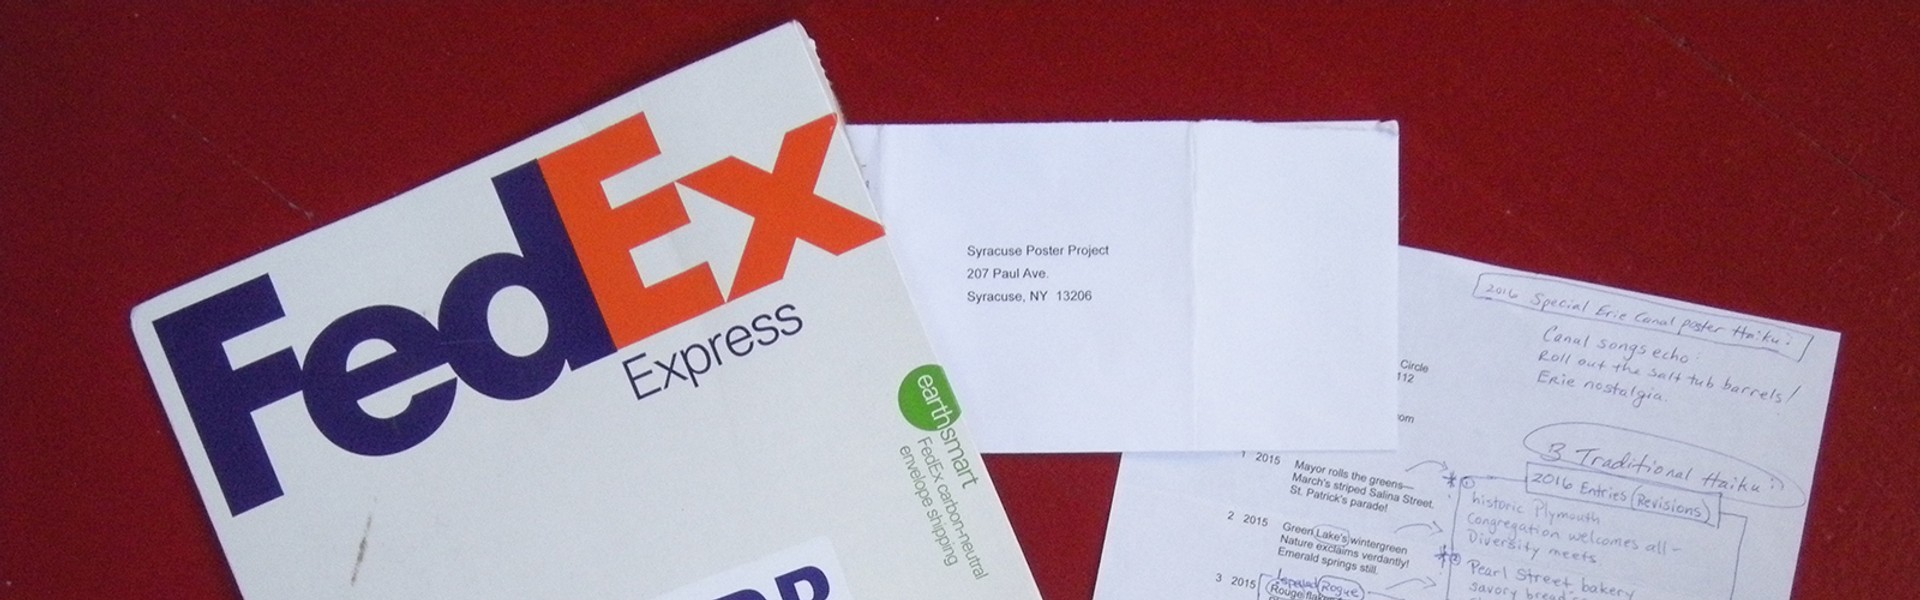 FedEx
Express
earthsmart
FedEx carbon-neutral
envelope shipping
Syracuse Poster Project
207 Paul Ave.
Syracuse, NY 13206
2016 Special Erie Canal poster Haiku:
Canal songs echo:
Roll out the salt tub barrels!
Erie nostalgia.
Circle
112
om
3 Traditional Haiku:
2016 Entries (Revisions)
1 2015 Mayor rolls the greens—
March's striped Salina Street.
St. Patrick's parade!
historic Plymouth
Congregation welcomes all-
Diversity meets
2 2015 Green Lake's wintergreen
Nature exclaims verdantly!
Emerald springs still.
Pearl Street bakery
savory bread
3 2015 Rouge
Rogue